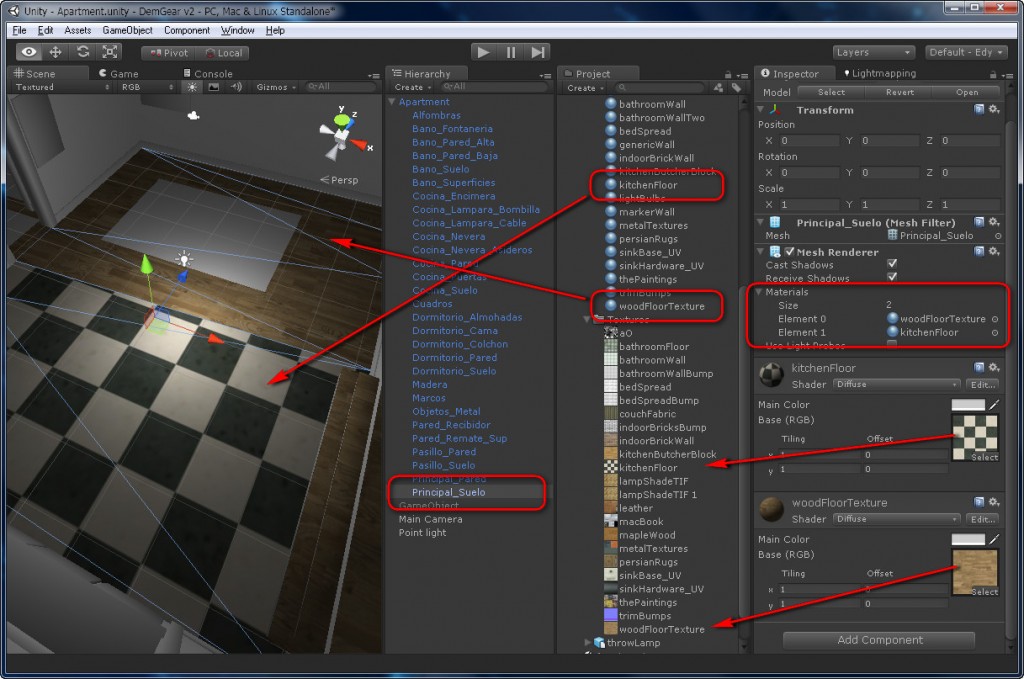 Unity - Apartment.unity - DemGear v2 - PC, Mac & Linux Standalone*
File Edit Assets GameObject Component Window Help
Pivot Local Layers Default - Edy
Scene Game Console
Textured RGB Gizmos All
Persp
y z x
Hierarchy
Create All
Apartment
Alfombras
Bano_Fontaneria
Bano_Pared_Alta
Bano_Pared_Baja
Bano_Suelo
Bano_Superficies
Cocina_Encimera
Cocina_Lampara_Bombilla
Cocina_Lampara_Cable
Cocina_Nevera
Cocina_Nevera_Anderos
Cocina_Pared
Cocina_Puertas
Cocina_Suelo
Cuadros
Dormitorio_Almohadas
Dormitorio_Cama
Dormitorio_Colchon
Dormitorio_Pared
Dormitorio_Suelo
Madera
Marcos
Objetos_Metal
Pared_Recibidor
Pared_Remate_Sup
Pasillo_Pared
Pasillo_Suelo
Principal_Pared
Principal_Suelo
GameObject
Main Camera
Point light
Project
Create
bathroomWall
bathroomWallTwo
bedSpread
genericWall
indoorBrickWall
kitchenButcherBlock
kitchenFloor
lightBulbs
markerWall
metalTextures
persianRugs
sinkBase_UV
sinkHardware_UV
thePaintings
trimBumps
woodFloorTexture
Textures
bathroomFloor
bathroomWall
bathroomWallBump
bedSpread
bedSpreadBump
couchFabric
indoorBricksBump
indoorBrickWall
kitchenButcherBlock
kitchenFloor
lampShadeTIF
lampShadeTIF 1
leather
macBook
mapleWood
metalTextures
persianRugs
sinkBase_UV
sinkHardware_UV
thePaintings
trimBumps
woodFloorTexture
throwLamp
Inspector Lightmapping
Model Select Revert Open
Transform
Position
X 0 Y 0 Z 0
Rotation
X 0 Y 0 Z 0
Scale
X 1 Y 1 Z 1
Principal_Suelo (Mesh Filter)
Mesh Principal_Suelo
Mesh Renderer
Cast Shadows
Receive Shadows
Materials
Size 2
Element 0 woodFloorTexture
Element 1 kitchenFloor
Use Light Probes
kitchenFloor
Shader Diffuse Edit...
Main Color
Base (RGB)
Tiling Offset
x 1 0
y 1 0
Select
woodFloorTexture
Shader Diffuse Edit...
Main Color
Base (RGB)
Tiling Offset
x 1 0
y 1 0
Select
Add Component